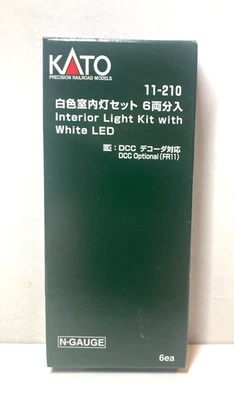 KATO
PRECISION RAILROAD MODELS
11-210
白色室内灯セット 6両分入
Interior Light Kit with
White LED
DCC デコーダ対応
DCC Optional (FR11)
N-GAUGE
6ea